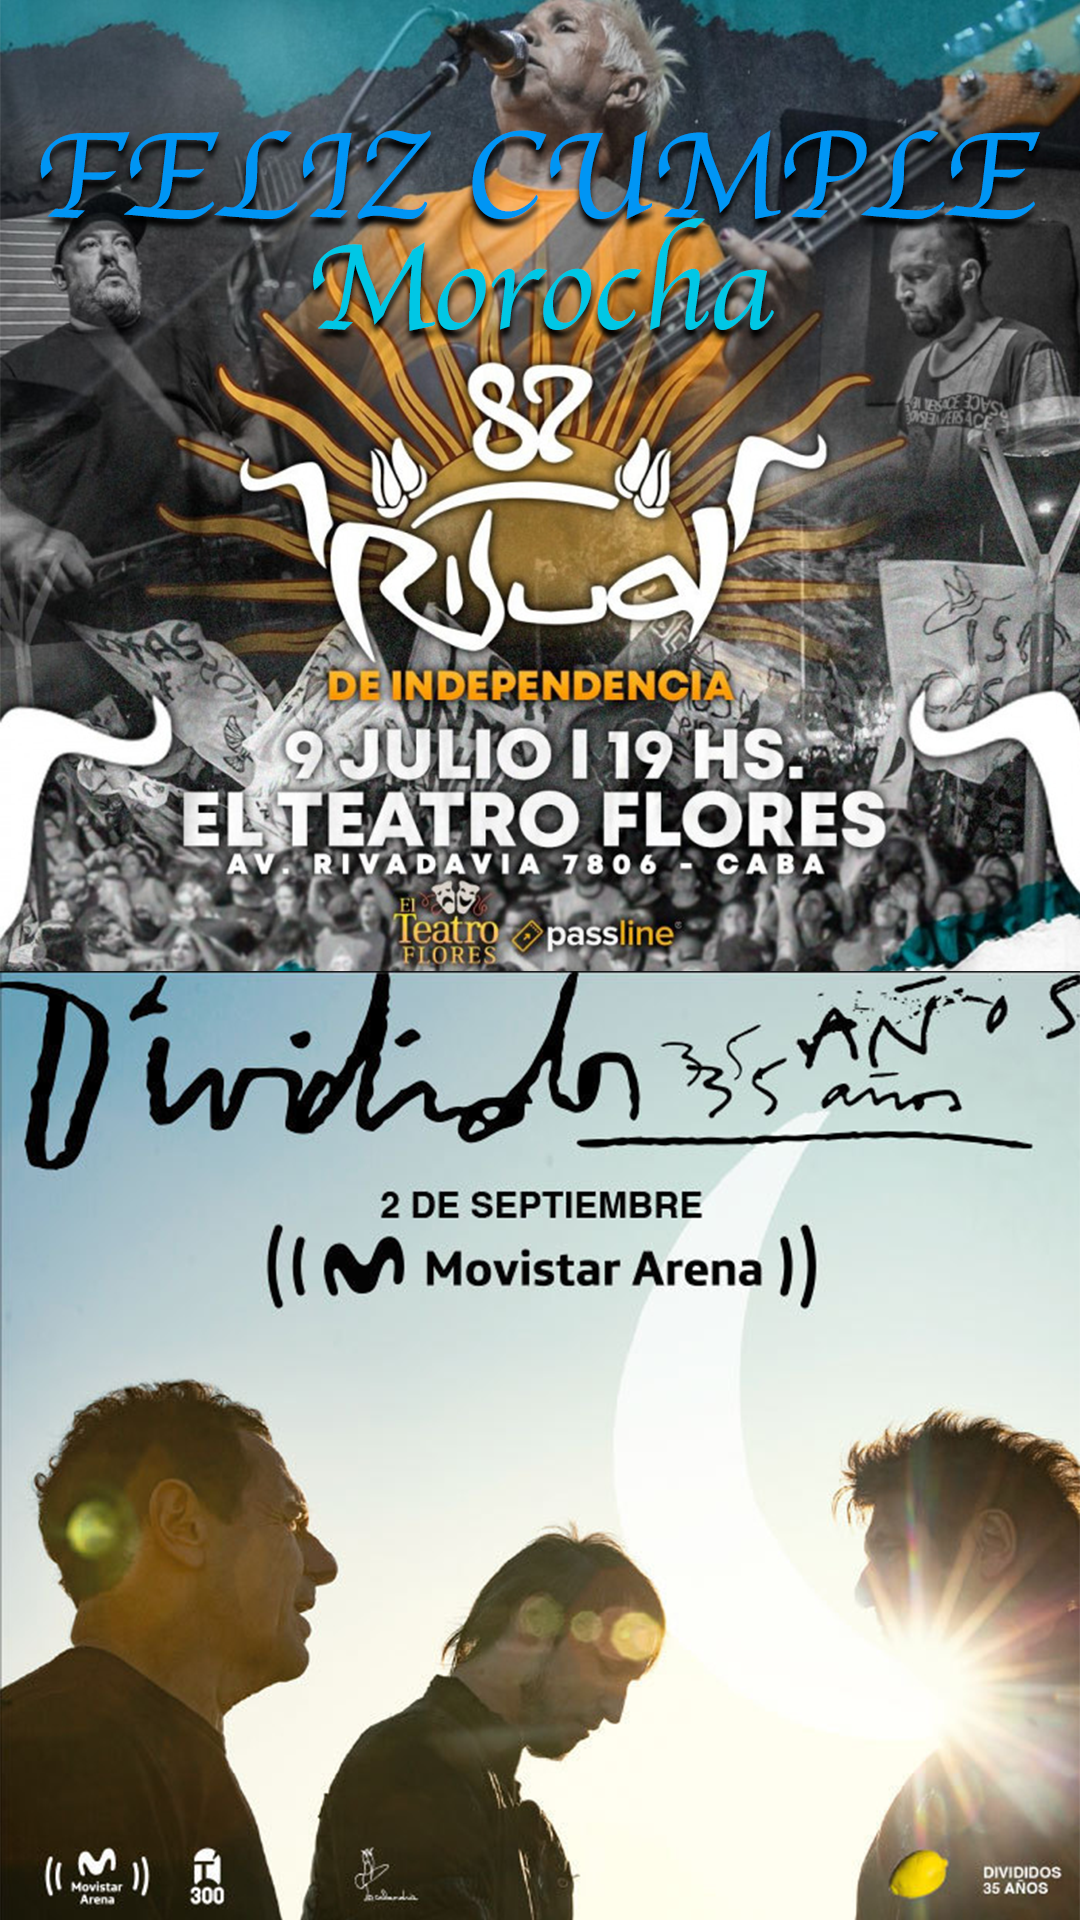 FELIZ CUMPLE
Morocha
87
Ritual
DE INDEPENDENCIA
9 JULIO | 19 HS.
EL TEATRO FLORES
AV. RIVADAVIA 7806 - CABA
El
Teatro
FLORES
passline
Divididos 35 AÑOS
35 años
2 DE SEPTIEMBRE
Movistar Arena
Movistar
Arena
T
300
DIVIDIDOS
35 AÑOS